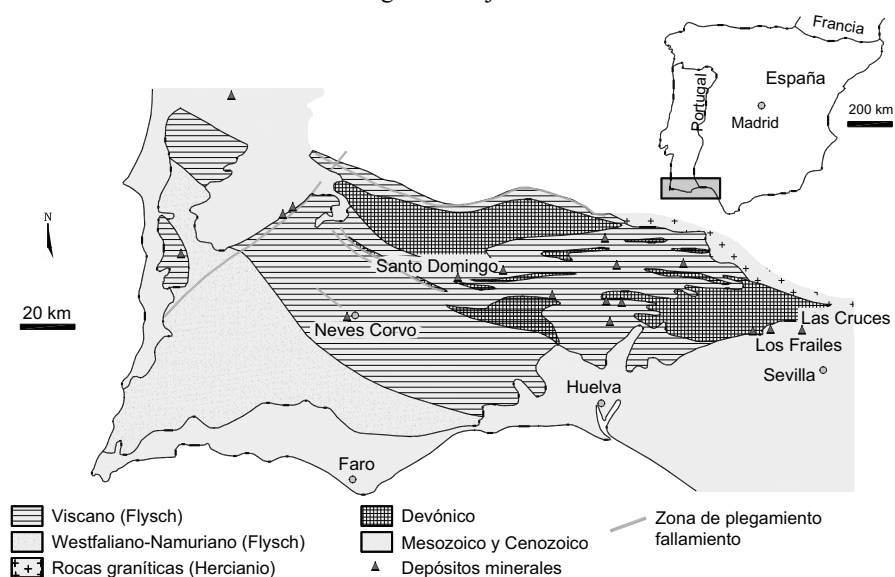 Francia
España
Portugal
Madrid
200 km
N
20 km
Santo Domingo
Neves Corvo
Las Cruces
Los Frailes
Sevilla
Huelva
Faro
Viscano (Flysch)
Westfaliano-Namuriano (Flysch)
Rocas graníticas (Hercianio)
Devónico
Mesozoico y Cenozoico
Depósitos minerales
Zona de plegamiento
fallamiento